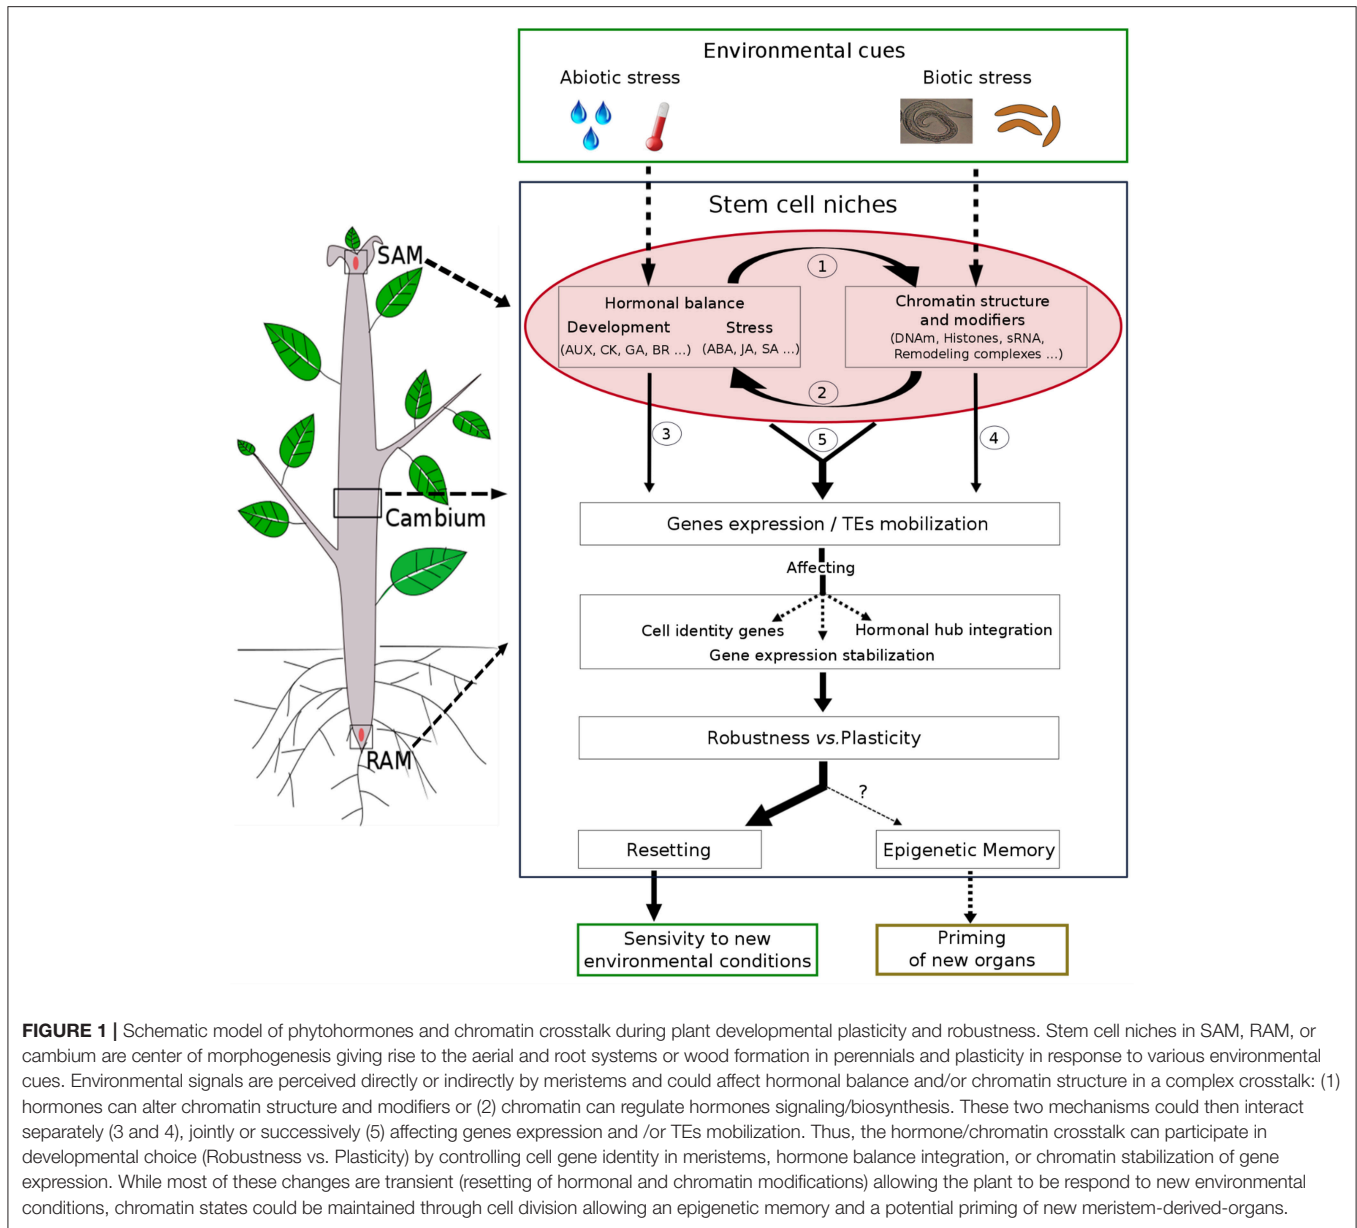 Environmental cues
Abiotic stress
Biotic stress
Stem cell niches
SAM
1
Hormonal balance
Development
Stress
(AUX, CK, GA, BR ...)
(ABA, JA, SA ...)
Chromatin structure
and modifiers
(DNAm, Histones, sRNA,
Remodeling complexes ...)
2
3
5
4
Cambium
Genes expression / TEs mobilization
Affecting
Cell identity genes
Hormonal hub integration
Gene expression stabilization
RAM
Robustness vs.Plasticity
?
Resetting
Epigenetic Memory
Sensivity to new
environmental conditions
Priming
of new organs
FIGURE 1 | Schematic model of phytohormones and chromatin crosstalk during plant developmental plasticity and robustness. Stem cell niches in SAM, RAM, or
cambium are center of morphogenesis giving rise to the aerial and root systems or wood formation in perennials and plasticity in response to various environmental
cues. Environmental signals are perceived directly or indirectly by meristems and could affect hormonal balance and/or chromatin structure in a complex crosstalk: (1)
hormones can alter chromatin structure and modifiers or (2) chromatin can regulate hormones signaling/biosynthesis. These two mechanisms could then interact
separately (3 and 4), jointly or successively (5) affecting genes expression and /or TEs mobilization. Thus, the hormone/chromatin crosstalk can participate in
developmental choice (Robustness vs. Plasticity) by controlling cell gene identity in meristems, hormone balance integration, or chromatin stabilization of gene
expression. While most of these changes are transient (resetting of hormonal and chromatin modifications) allowing the plant to be respond to new environmental
conditions, chromatin states could be maintained through cell division allowing an epigenetic memory and a potential priming of new meristem-derived-organs.